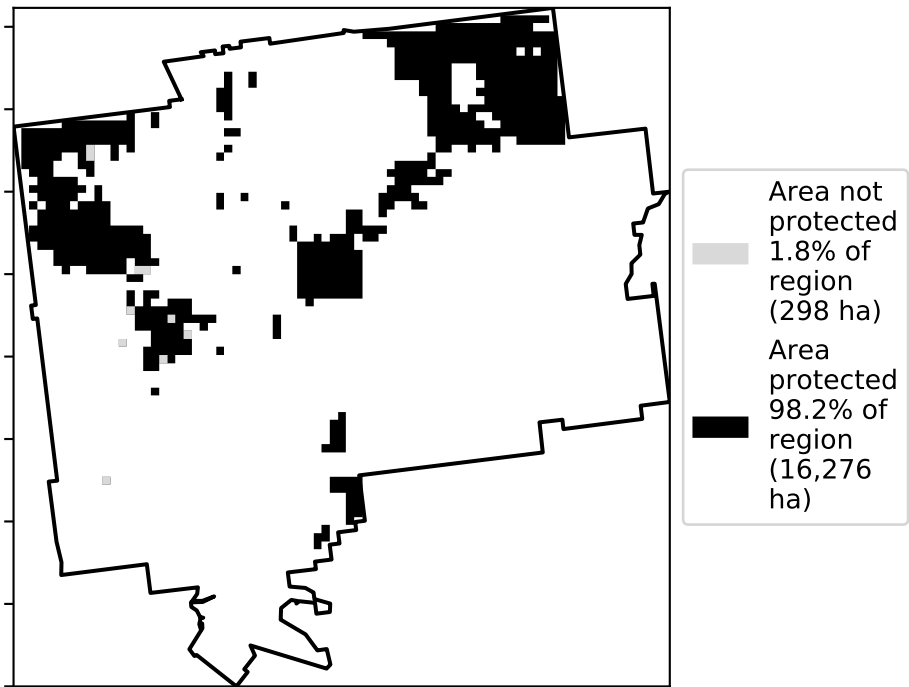 Area not
protected
1.8% of
region
(298 ha)
Area
protected
98.2% of
region
(16,276
ha)